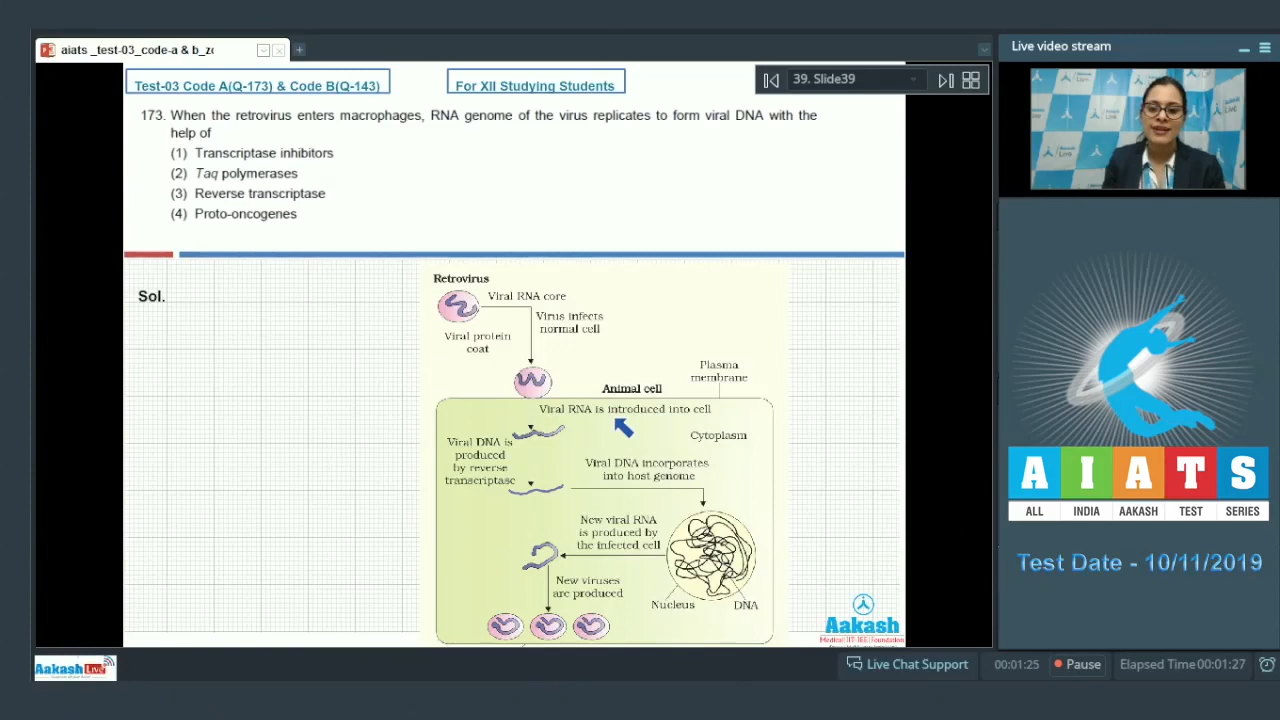 aiats _test-03_code-a & b_z
Live video stream
Test-03 Code A(Q-173) & Code B(Q-143)
For XII Studying Students
39. Slide39
173. When the retrovirus enters macrophages, RNA genome of the virus replicates to form viral DNA with the
help of
(1) Transcriptase inhibitors
(2) Taq polymerases
(3) Reverse transcriptase
(4) Proto-oncogenes
Sol.
Retrovirus
Viral RNA core
Virus infects
normal cell
Viral protein
coat
Plasma
membrane
Animal cell
Viral RNA is introduced into cell
Cytoplasm
Viral DNA is
produced
by reverse
transcriptase
Viral DNA incorporates
into host genome
New viral RNA
is produced by
the infected cell
New viruses
are produced
Nucleus
DNA
Aakash
Medical|IIT-JEE|Foundation
AIATS
ALL INDIA AAKASH TEST SERIES
Test Date - 10/11/2019
Aakash Live
Live Chat Support
00:01:25
Pause
Elapsed Time 00:01:27